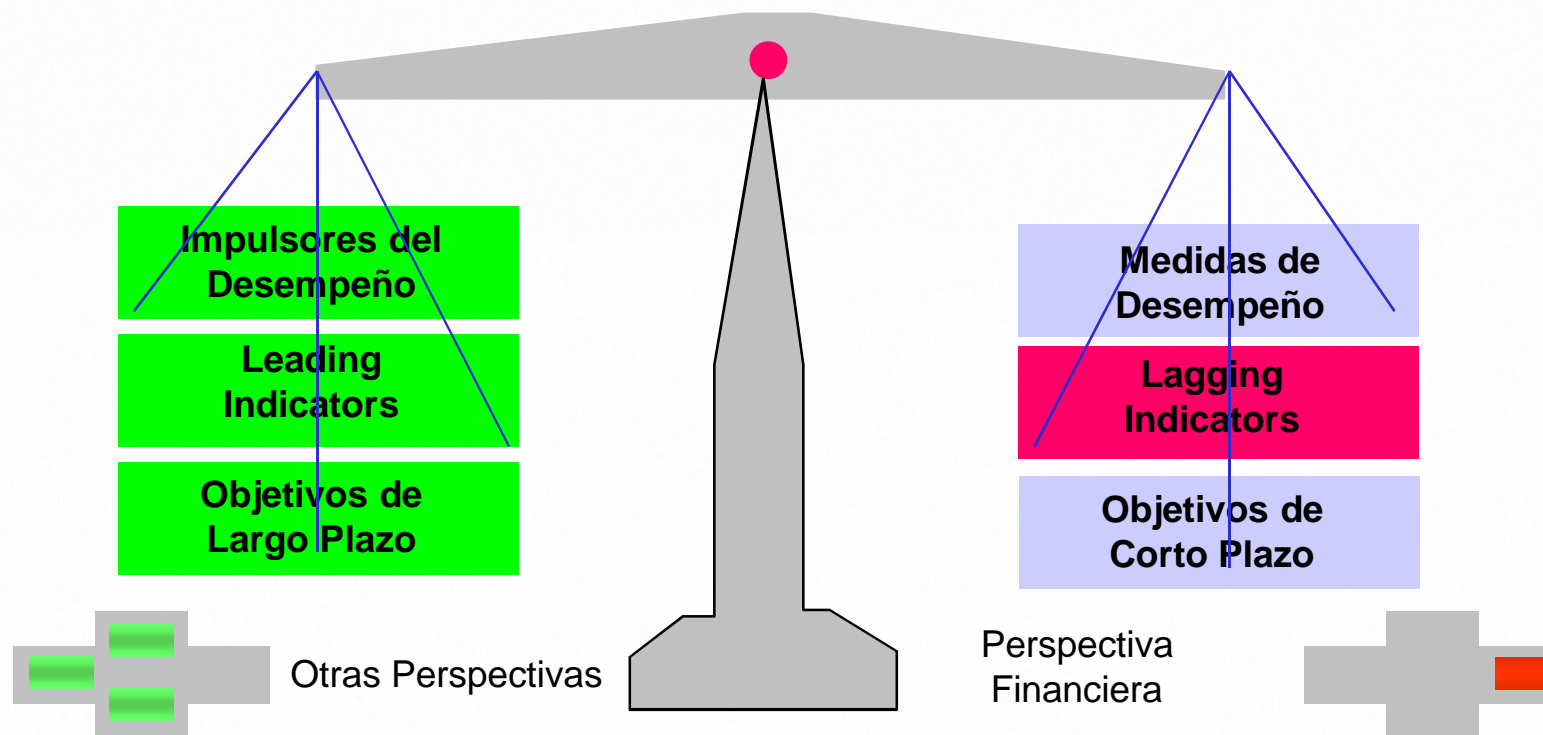 Impulsores del
Desempeño
Leading
Indicators
Objetivos de
Largo Plazo
Otras Perspectivas
Medidas de
Desempeño
Lagging
Indicators
Objetivos de
Corto Plazo
Perspectiva
Financiera